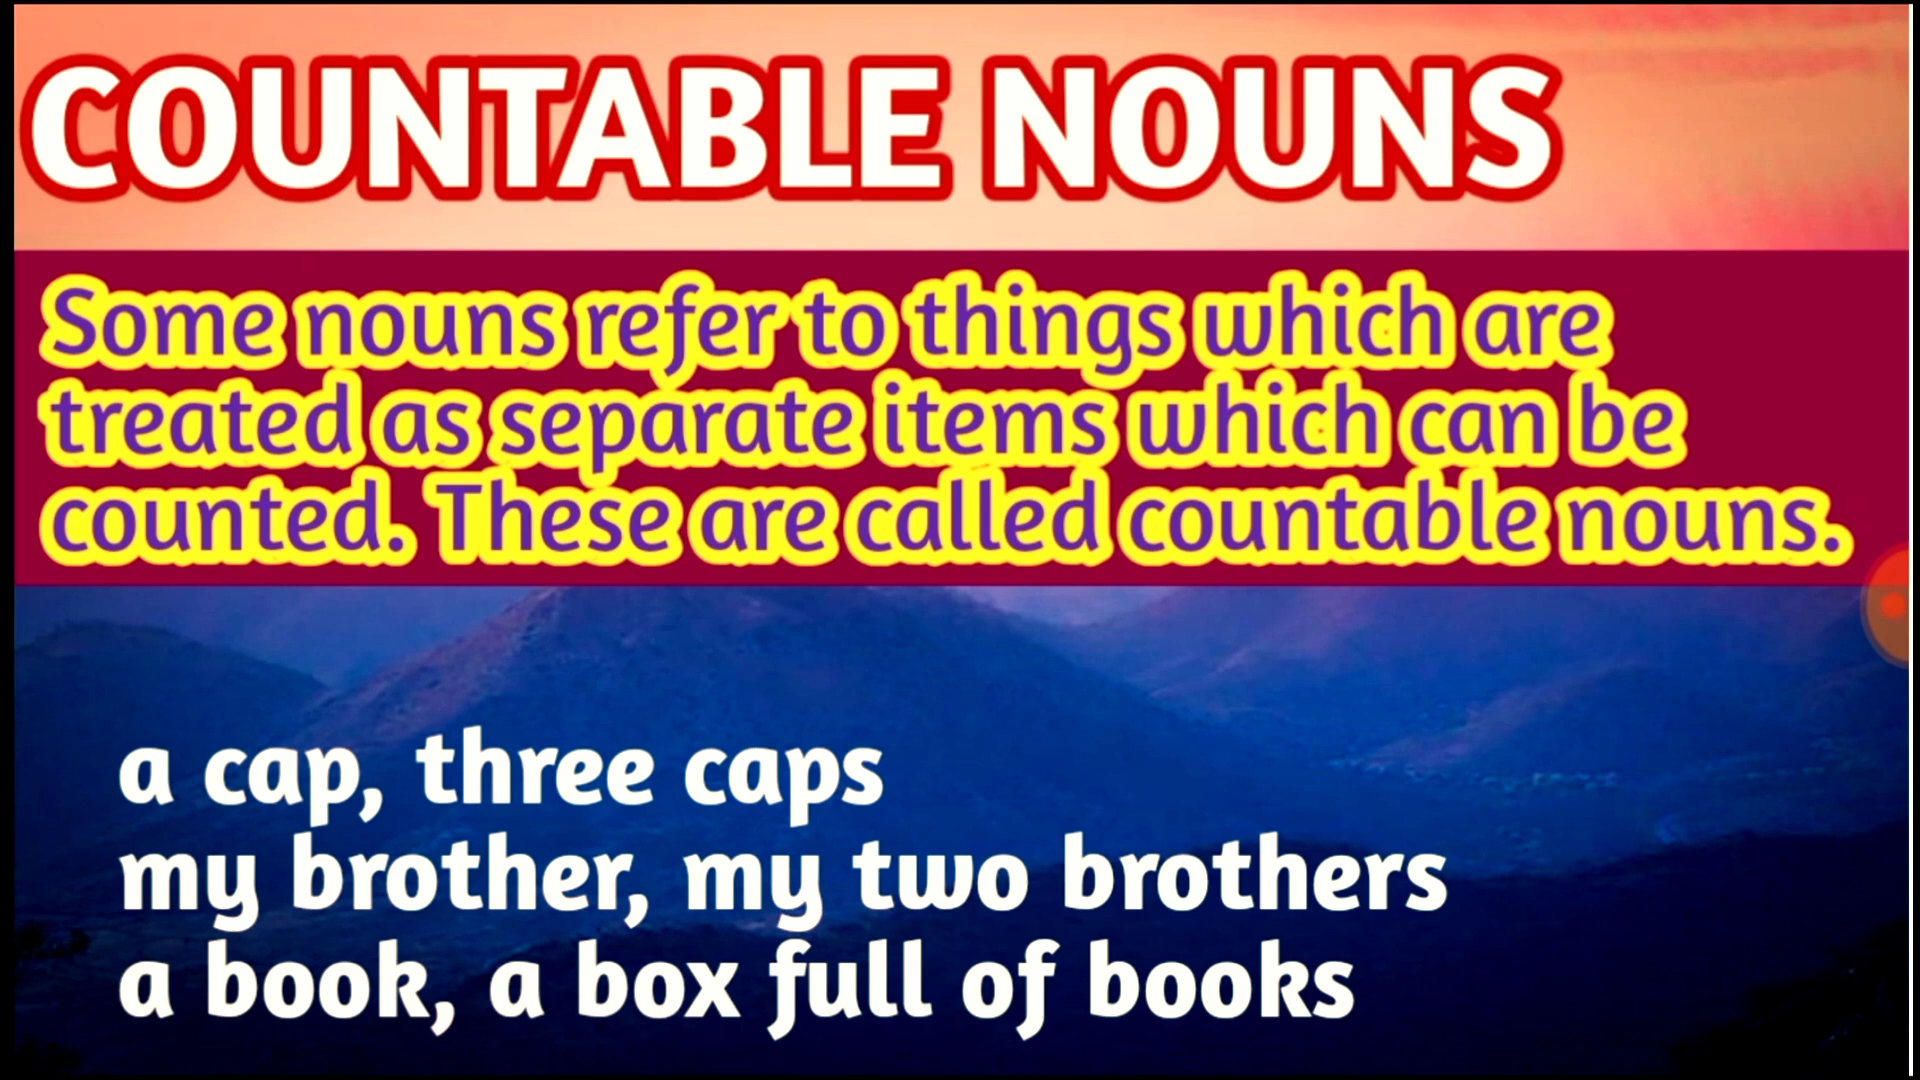 COUNTABLE NOUNS
Some nouns refer to things which are
treated as separate items which can be
counted. These are called countable nouns.
a cap, three caps
my brother, my two brothers
a book, a box full of books